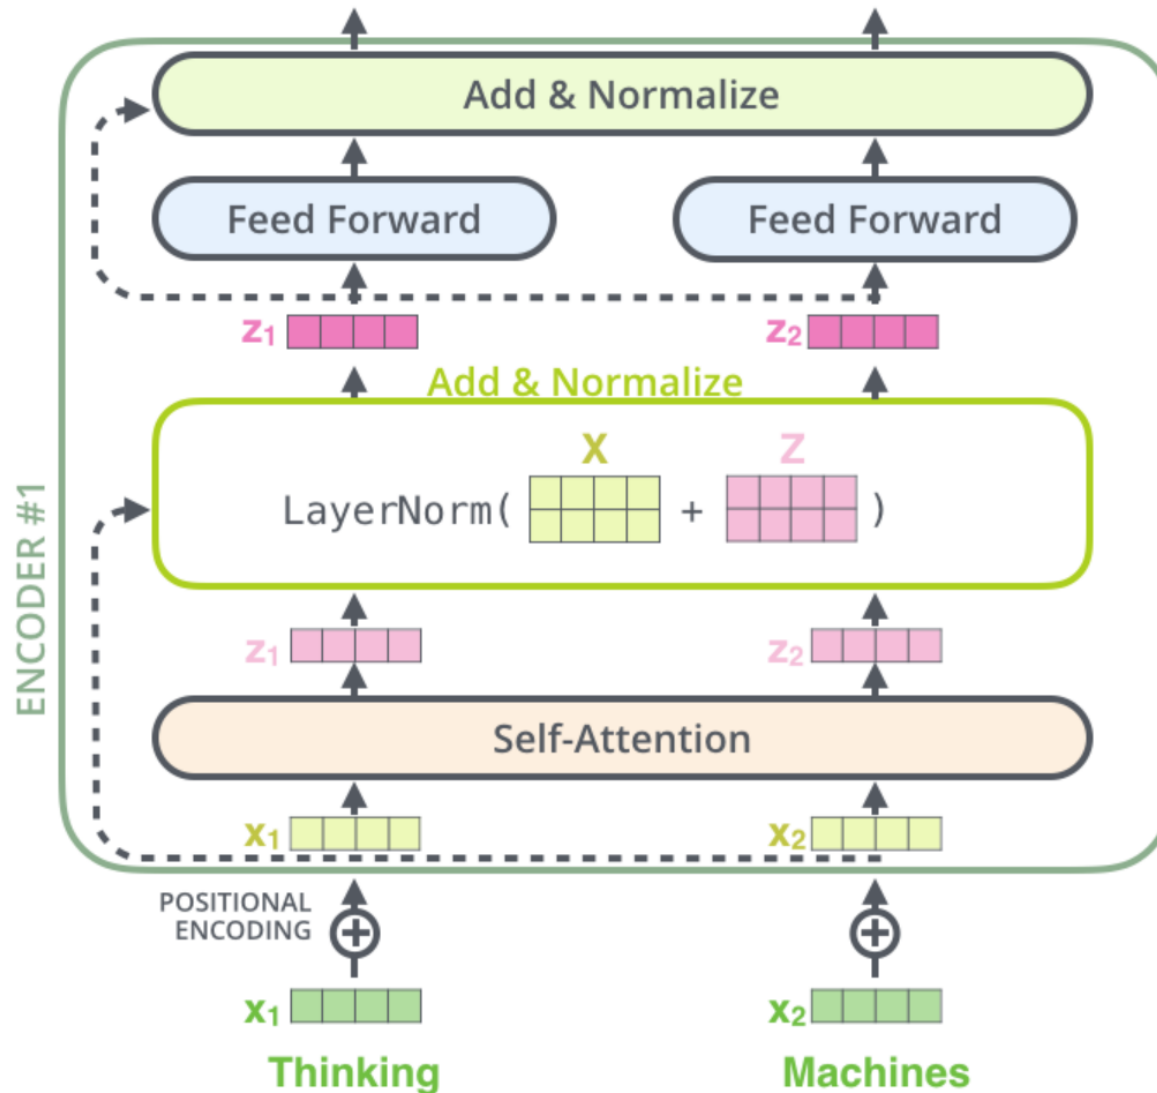 Add & Normalize
Feed Forward
Feed Forward
z1
z2
Add & Normalize
X
Z
LayerNorm(
+
)
ENCODER #1
z1
z2
Self-Attention
x1
x2
POSITIONAL
ENCODING
x1
x2
Thinking
Machines